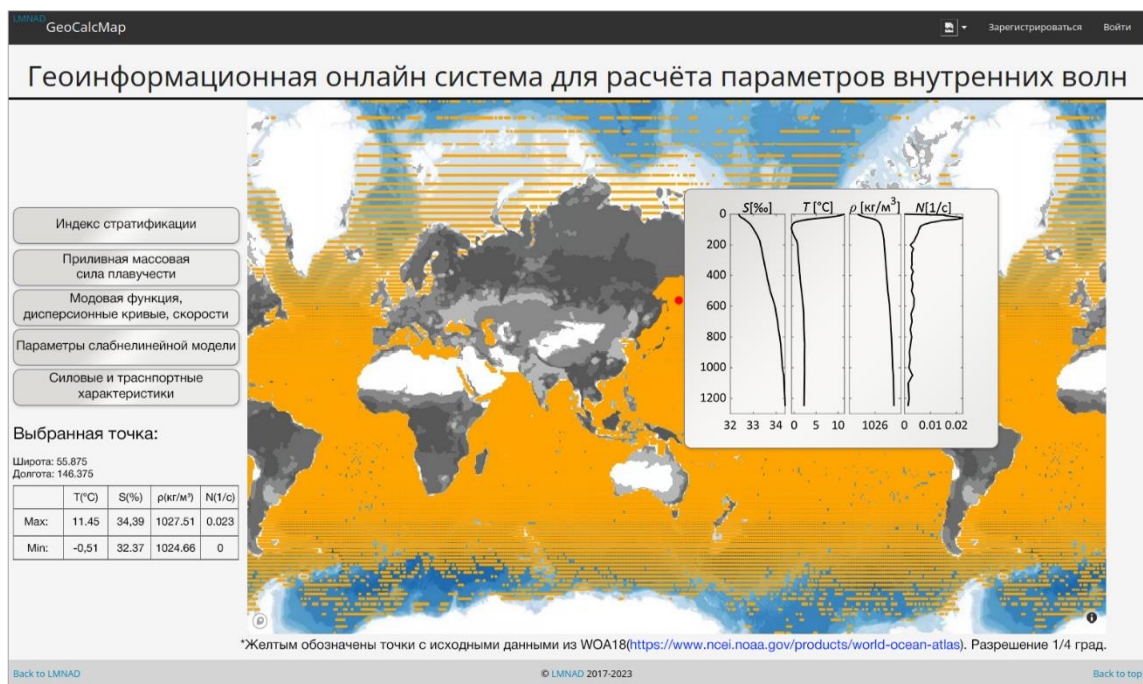 LMNAD
GeoCalcMap
Зарегистрироваться Войти
Геоинформационная онлайн система для расчёта параметров внутренних волн
Индекс стратификации
Приливная массовая
сила плавучести
Модовая функция,
дисперсионные кривые, скорости
Параметры слабнелинейной модели
Силовые и траспортные
характеристики
Выбранная точка:
Широта: 55.875
Долгота: 146.375
T(°C) S(%) ρ(кг/м³) N(1/c)
Max: 11.45 34,39 1027.51 0.023
Min: -0,51 32.37 1024.66 0
S[‰] T [°C] ρ [кг/м³] N[1/c]
0
200
400
600
800
1000
1200
32 33 34 0 5 10 1026 0 0.01 0.02
*Желтым обозначены точки с исходными данными из WOA18(https://www.ncei.noaa.gov/products/world-ocean-atlas). Разрешение 1/4 град.
Back to LMNAD © LMNAD 2017-2023 Back to top